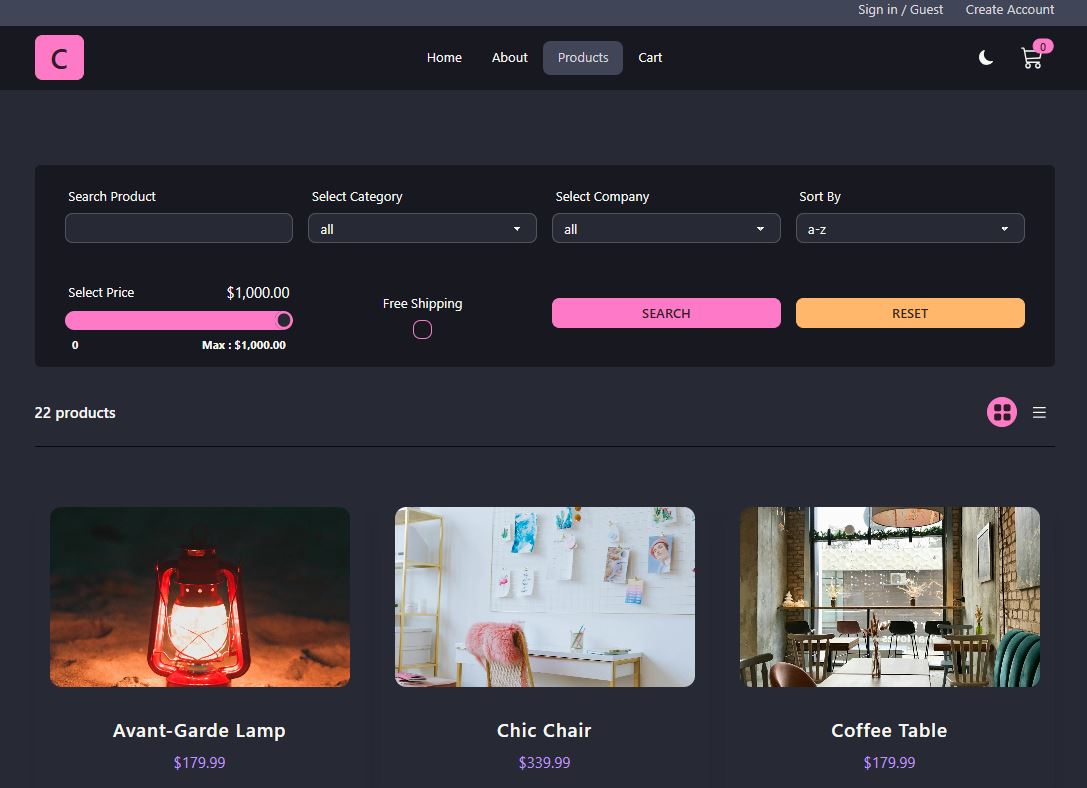 Sign in / Guest Create Account
C Home About Products Cart 0
Search Product Select Category Select Company Sort By
all all a-z
Select Price $1,000.00 Free Shipping SEARCH RESET
0 Max : $1,000.00
22 products
Avant-Garde Lamp Chic Chair Coffee Table
$179.99 $339.99 $179.99